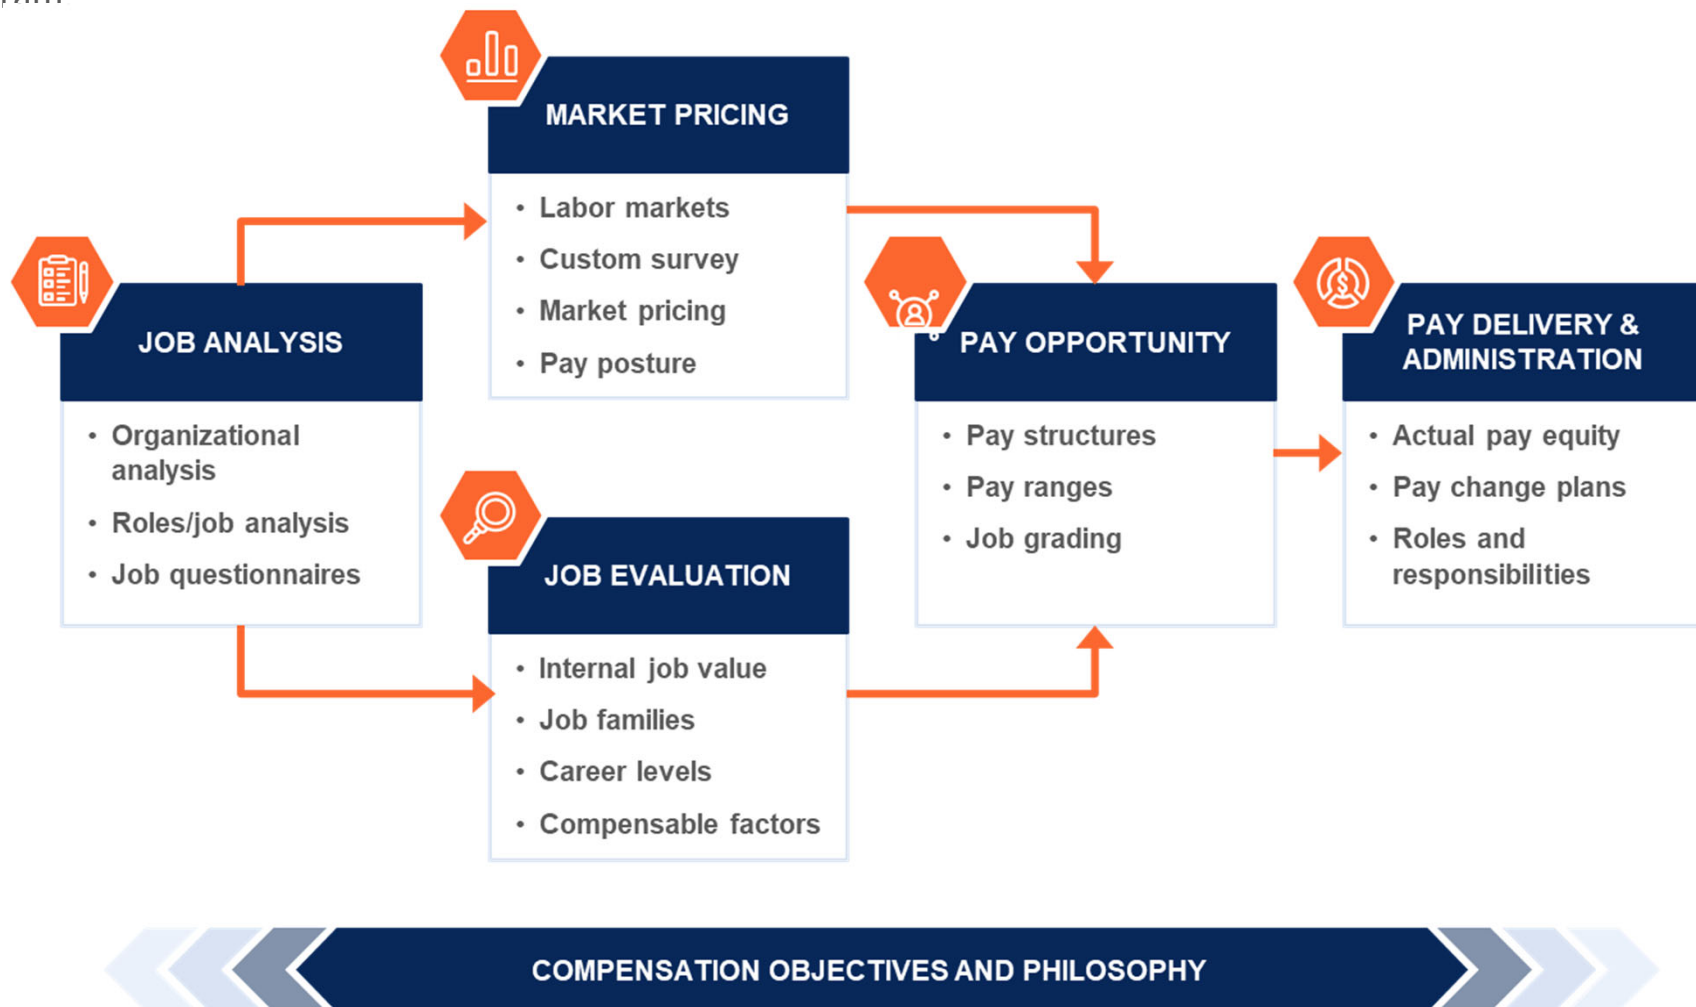 MARKET PRICING
• Labor markets
• Custom survey
• Market pricing
• Pay posture
JOB ANALYSIS
• Organizational
analysis
• Roles/job analysis
• Job questionnaires
JOB EVALUATION
• Internal job value
• Job families
• Career levels
• Compensable factors
PAY OPPORTUNITY
• Pay structures
• Pay ranges
• Job grading
PAY DELIVERY &
ADMINISTRATION
• Actual pay equity
• Pay change plans
• Roles and
responsibilities
COMPENSATION OBJECTIVES AND PHILOSOPHY